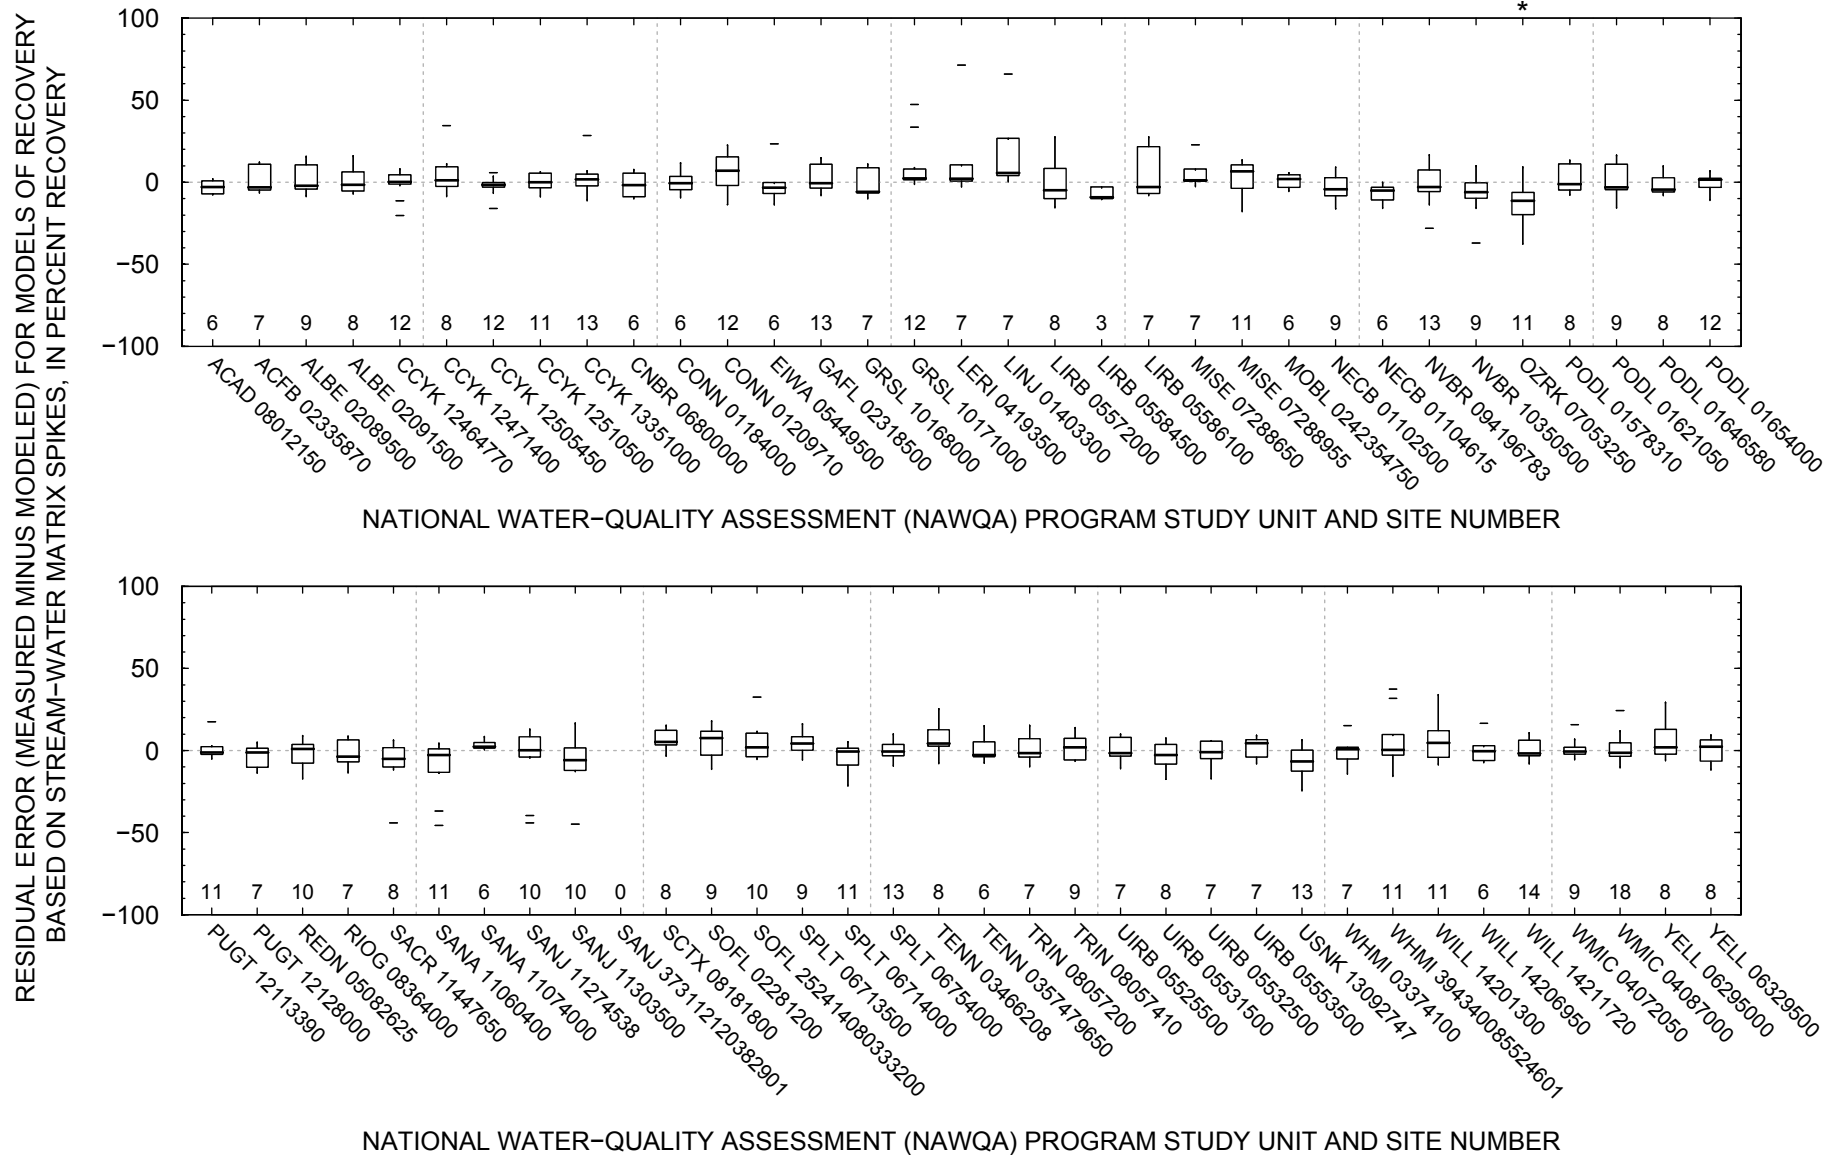 RESIDUAL ERROR (MEASURED MINUS MODELED) FOR MODELS OF RECOVERY
BASED ON STREAM−WATER MATRIX SPIKES, IN PERCENT RECOVERY
*
100
50
0
−50
−100
6 7 9 8 12 8 12 11 13 6 6 12 6 13 7 12 7 7 8 3 7 7 11 6 9 6 13 9 11 8 9 8 12
ACAD 08012150
ACFB 02335870
ALBE 02089500
ALBE 02091500
CCYK 12464770
CCYK 12471400
CCYK 12505450
CCYK 12510500
CCYK 13351000
CNBR 06800000
CONN 01184000
CONN 01209710
EIWA 05449500
GAFL 02318500
GRSL 10168000
GRSL 10171000
LERI 04193500
LINJ 01403300
LIRB 05572000
LIRB 05584500
LIRB 05586100
MISE 07288650
MISE 07288955
MOBL 0242354750
NECB 01102500
NECB 01104615
NVBR 094196783
NVBR 10350500
OZRK 07053250
PODL 01578310
PODL 01621050
PODL 01646580
PODL 01654000
NATIONAL WATER−QUALITY ASSESSMENT (NAWQA) PROGRAM STUDY UNIT AND SITE NUMBER
100
50
0
−50
−100
11 7 10 7 8 11 6 10 10 0 8 9 10 9 11 13 8 6 7 9 7 8 7 7 13 7 11 11 6 14 9 18 8 8
PUGT 12113390
PUGT 12128000
REDN 05082625
RIOG 08364000
SACR 11447650
SANA 11060400
SANA 11074000
SANJ 11274538
SANJ 11303500
SANJ 373112120382901
SCTX 08181800
SOFL 02281200
SOFL 252414080333200
SPLT 06713500
SPLT 06714000
SPLT 06754000
TENN 03466208
TENN 0357479650
TRIN 08057200
TRIN 08057410
UIRB 05525500
UIRB 05531500
UIRB 05532500
UIRB 05553500
USNK 13092747
WHMI 03374100
WHMI 394340085524601
WILL 14201300
WILL 14206950
WILL 14211720
WMIC 04072050
WMIC 04087000
YELL 06295000
YELL 06329500
NATIONAL WATER−QUALITY ASSESSMENT (NAWQA) PROGRAM STUDY UNIT AND SITE NUMBER